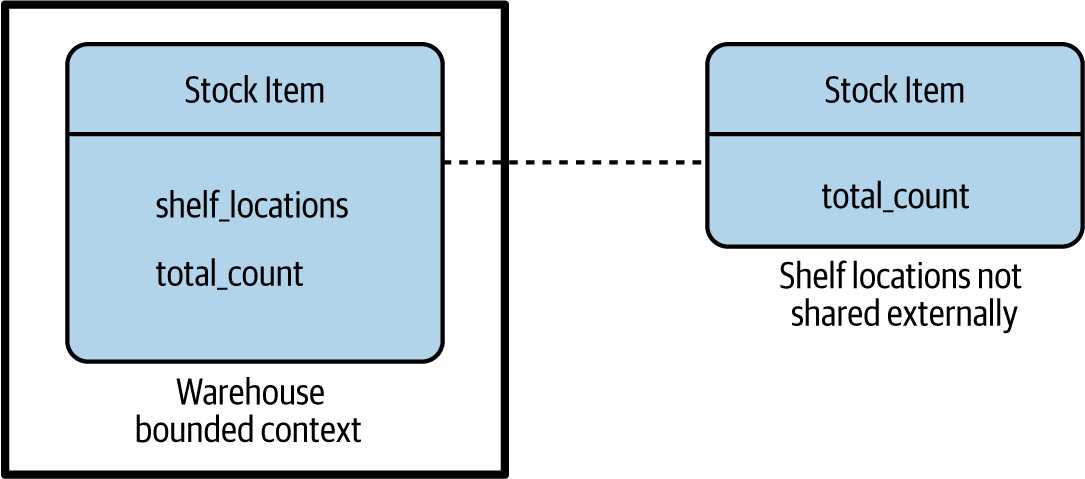 Stock Item
shelf_locations
total_count
Warehouse
bounded context
Stock Item
total_count
Shelf locations not
shared externally